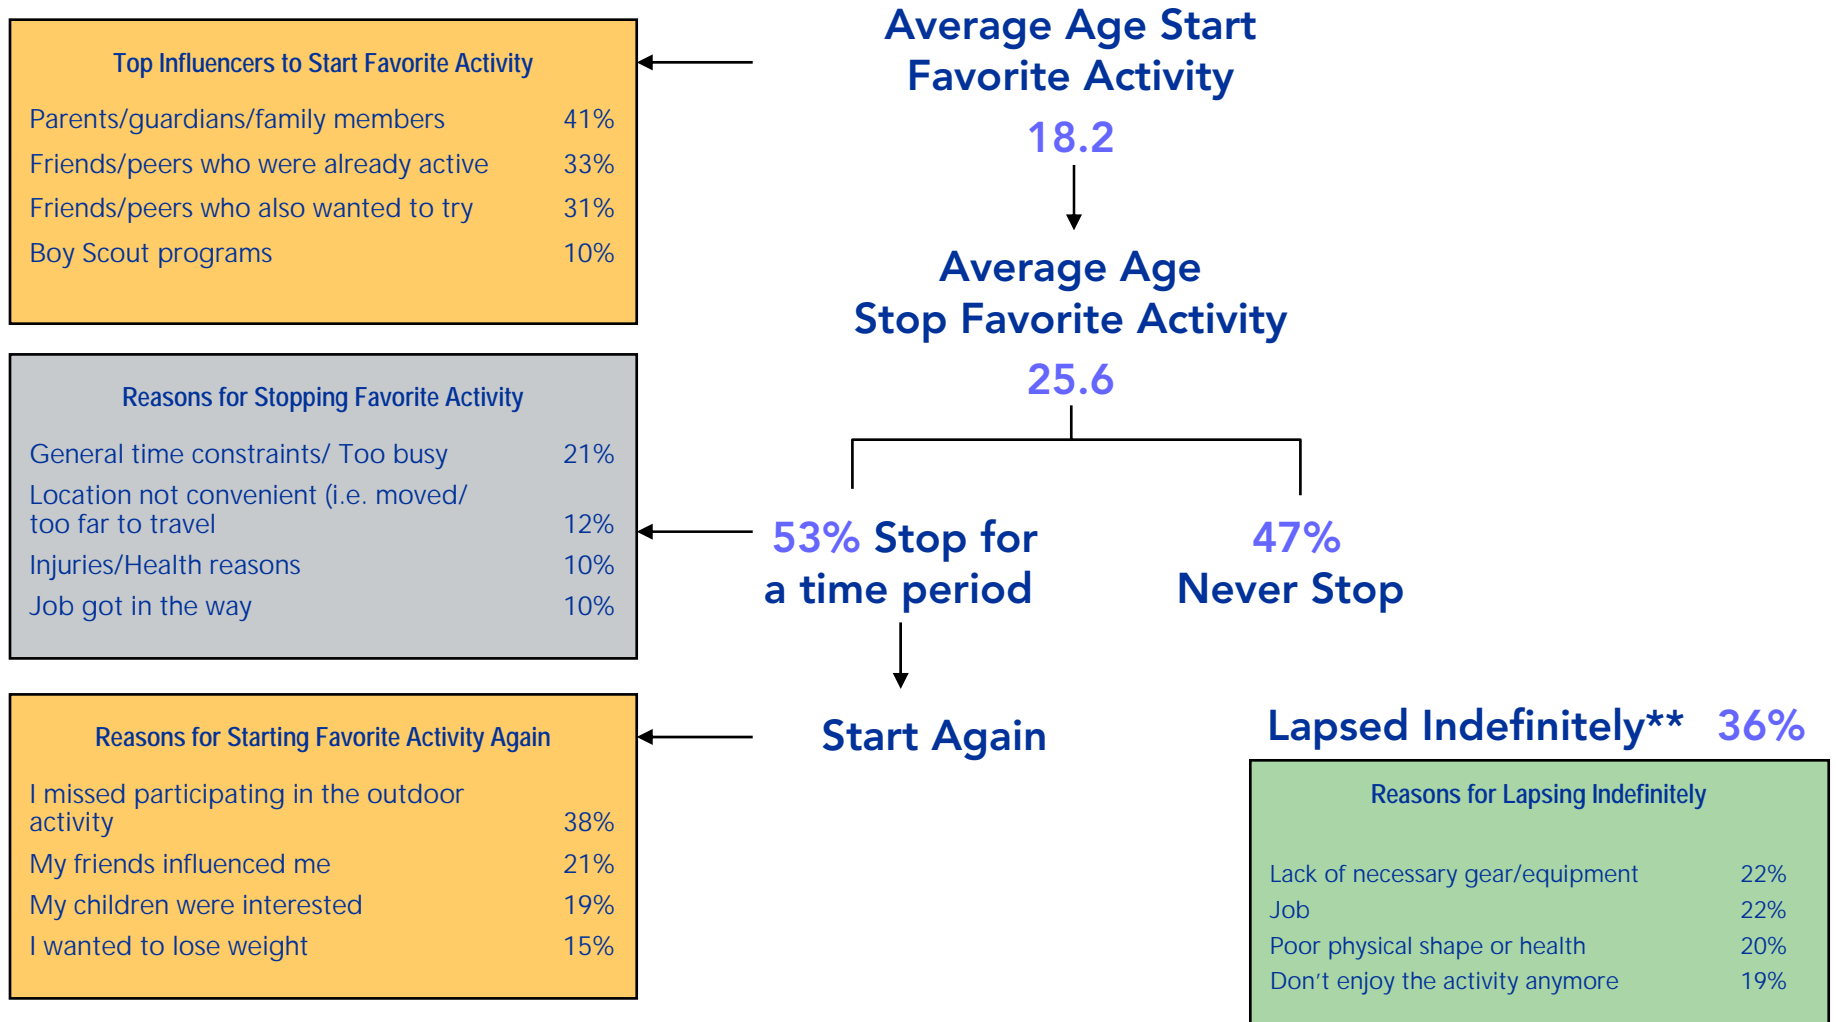 Average Age Start
Favorite Activity
18.2
Top Influencers to Start Favorite Activity
Parents/guardians/family members 41%
Friends/peers who were already active 33%
Friends/peers who also wanted to try 31%
Boy Scout programs 10%
Average Age
Stop Favorite Activity
25.6
Reasons for Stopping Favorite Activity
General time constraints/ Too busy 21%
Location not convenient (i.e. moved/
too far to travel 12%
Injuries/Health reasons 10%
Job got in the way 10%
53% Stop for
a time period
47%
Never Stop
Reasons for Starting Favorite Activity Again
I missed participating in the outdoor
activity 38%
My friends influenced me 21%
My children were interested 19%
I wanted to lose weight 15%
Start Again
Lapsed Indefinitely** 36%
Reasons for Lapsing Indefinitely
Lack of necessary gear/equipment 22%
Job 22%
Poor physical shape or health 20%
Don't enjoy the activity anymore 19%